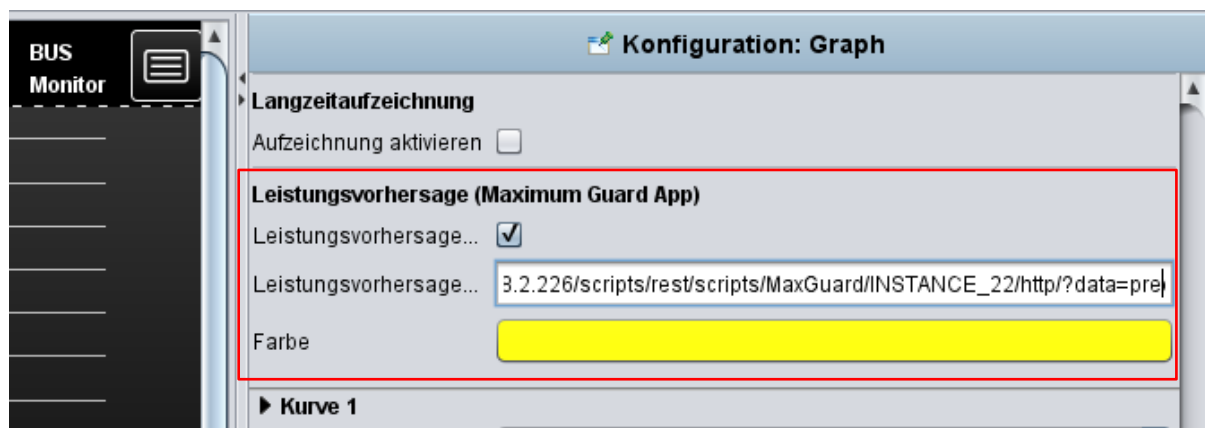 BUS
Monitor
Konfiguration: Graph
Langzeitaufzeichnung
Aufzeichnung aktivieren
Leistungsvorhersage (Maximum Guard App)
Leistungsvorhersage...
Leistungsvorhersage... 3.2.226/scripts/rest/scripts/MaxGuard/INSTANCE_22/http/?data=pre
Farbe
Kurve 1